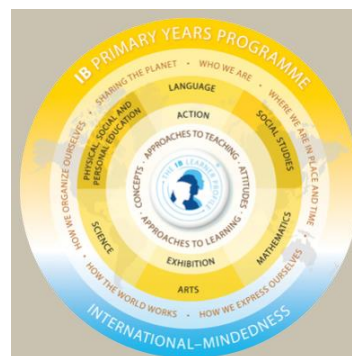 IB PRIMARY YEARS PROGRAMME
SHARING THE PLANET
WHO WE ARE
WHERE WE ARE IN PLACE AND TIME
HOW WE EXPRESS OURSELVES
HOW THE WORLD WORKS
HOW WE ORGANIZE OURSELVES
LANGUAGE
SOCIAL STUDIES
MATHEMATICS
ARTS
SCIENCE
PHYSICAL, SOCIAL AND
PERSONAL EDUCATION
ACTION
EXHIBITION
CONCEPTS
APPROACHES TO TEACHING
ATTITUDES
APPROACHES TO LEARNING
THE IB LEARNER PROFILE
INTERNATIONAL-MINDEDNESS